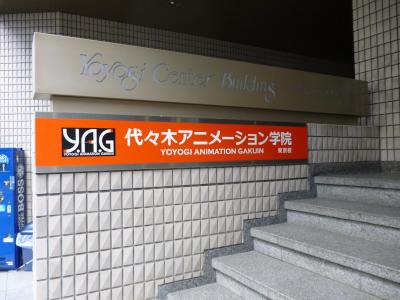 Yoyogi Center Building
YAG
YOYOGI ANIMATION GAKUIN
代々木アニメーション学院
YOYOGI ANIMATION GAKUIN 東京校
BOSS